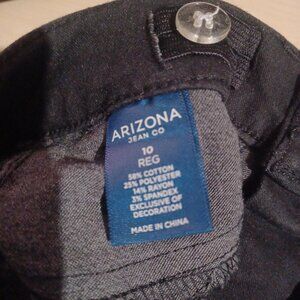 ARIZONA
JEAN CO
10
REG
58% COTTON
25% POLYESTER
14% RAYON
3% SPANDEX
EXCLUSIVE OF
DECORATION
MADE IN CHINA